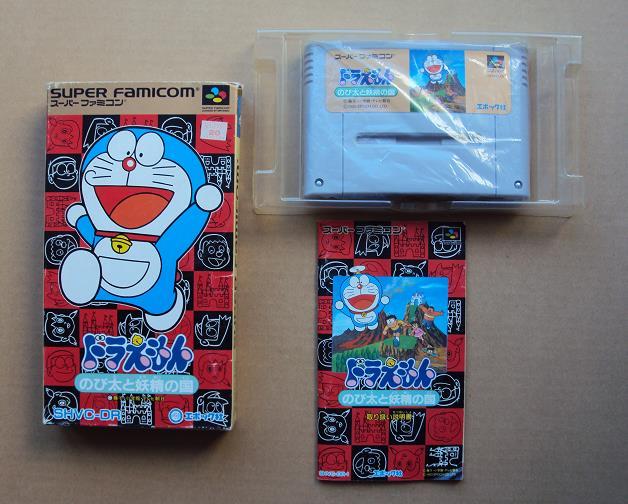 SUPER FAMICOM
スーパーファミコン
SUPER FAMICOM
20
ドラえもん
のび太と妖精の国
SHVC-DR
エポック社
スーパーファミコン
ドラえもん
のび太と妖精の国
エポック社
スーパーファミコン
ドラえもん
のび太と妖精の国
取り扱い説明書
エポック社